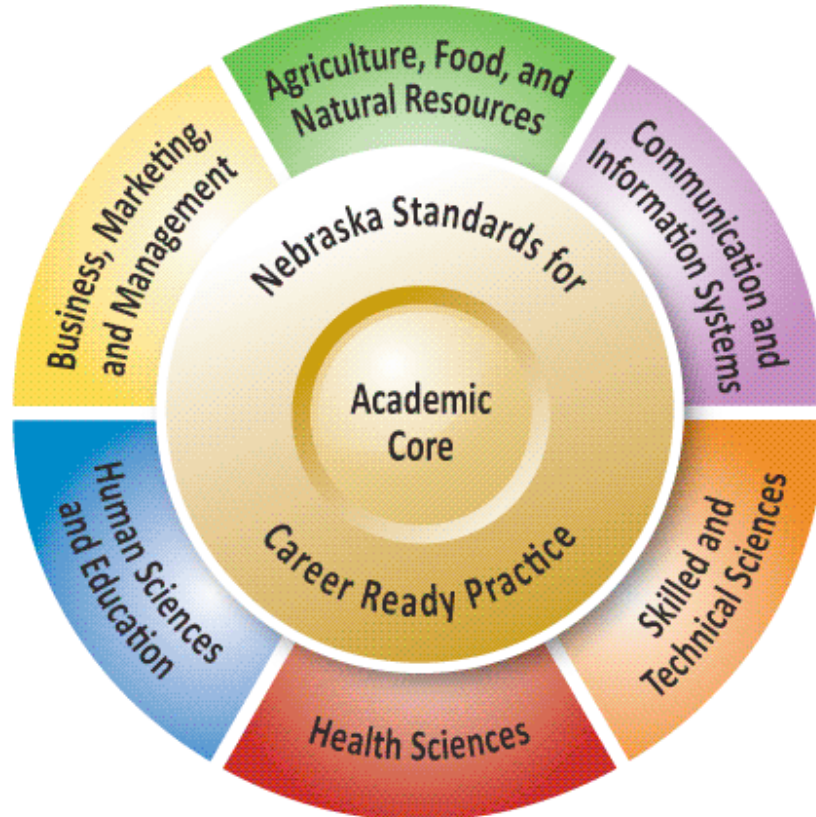 Agriculture, Food, and
Natural Resources
Communication and
Information Systems
Skilled and
Technical Sciences
Health Sciences
Human Sciences
and Education
Business, Marketing,
and Management
Nebraska Standards for
Career Ready Practice
Academic
Core